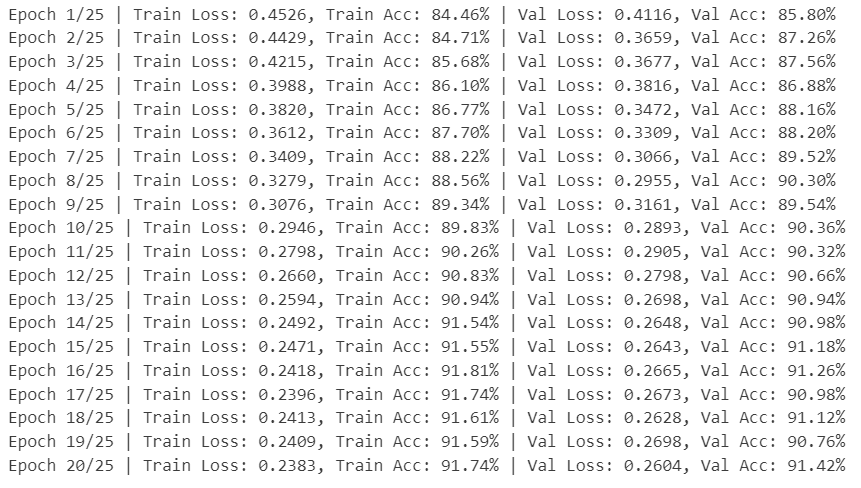 Epoch 1/25 | Train Loss: 0.4526, Train Acc: 84.46% | Val Loss: 0.4116, Val Acc: 85.80%
Epoch 2/25 | Train Loss: 0.4429, Train Acc: 84.71% | Val Loss: 0.3659, Val Acc: 87.26%
Epoch 3/25 | Train Loss: 0.4215, Train Acc: 85.68% | Val Loss: 0.3677, Val Acc: 87.56%
Epoch 4/25 | Train Loss: 0.3988, Train Acc: 86.10% | Val Loss: 0.3816, Val Acc: 86.88%
Epoch 5/25 | Train Loss: 0.3820, Train Acc: 86.77% | Val Loss: 0.3472, Val Acc: 88.16%
Epoch 6/25 | Train Loss: 0.3612, Train Acc: 87.70% | Val Loss: 0.3309, Val Acc: 88.20%
Epoch 7/25 | Train Loss: 0.3409, Train Acc: 88.22% | Val Loss: 0.3066, Val Acc: 89.52%
Epoch 8/25 | Train Loss: 0.3279, Train Acc: 88.56% | Val Loss: 0.2955, Val Acc: 90.30%
Epoch 9/25 | Train Loss: 0.3076, Train Acc: 89.34% | Val Loss: 0.3161, Val Acc: 89.54%
Epoch 10/25 | Train Loss: 0.2946, Train Acc: 89.83% | Val Loss: 0.2893, Val Acc: 90.36%
Epoch 11/25 | Train Loss: 0.2798, Train Acc: 90.26% | Val Loss: 0.2905, Val Acc: 90.32%
Epoch 12/25 | Train Loss: 0.2660, Train Acc: 90.83% | Val Loss: 0.2798, Val Acc: 90.66%
Epoch 13/25 | Train Loss: 0.2594, Train Acc: 90.94% | Val Loss: 0.2698, Val Acc: 90.94%
Epoch 14/25 | Train Loss: 0.2492, Train Acc: 91.54% | Val Loss: 0.2648, Val Acc: 90.98%
Epoch 15/25 | Train Loss: 0.2471, Train Acc: 91.55% | Val Loss: 0.2643, Val Acc: 91.18%
Epoch 16/25 | Train Loss: 0.2418, Train Acc: 91.81% | Val Loss: 0.2665, Val Acc: 91.26%
Epoch 17/25 | Train Loss: 0.2396, Train Acc: 91.74% | Val Loss: 0.2673, Val Acc: 90.98%
Epoch 18/25 | Train Loss: 0.2413, Train Acc: 91.61% | Val Loss: 0.2628, Val Acc: 91.12%
Epoch 19/25 | Train Loss: 0.2409, Train Acc: 91.59% | Val Loss: 0.2698, Val Acc: 90.76%
Epoch 20/25 | Train Loss: 0.2383, Train Acc: 91.74% | Val Loss: 0.2604, Val Acc: 91.42%